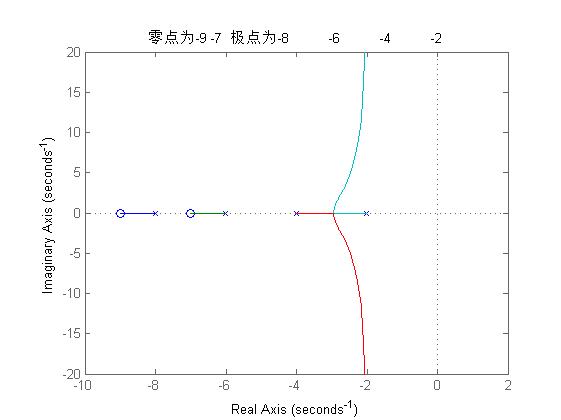 零点为-9 -7 极点为-8 -6 -4 -2
20
15
10
5
0
-5
-10
-15
-20
Imaginary Axis (seconds⁻¹)
-10 -8 -6 -4 -2 0 2
Real Axis (seconds⁻¹)